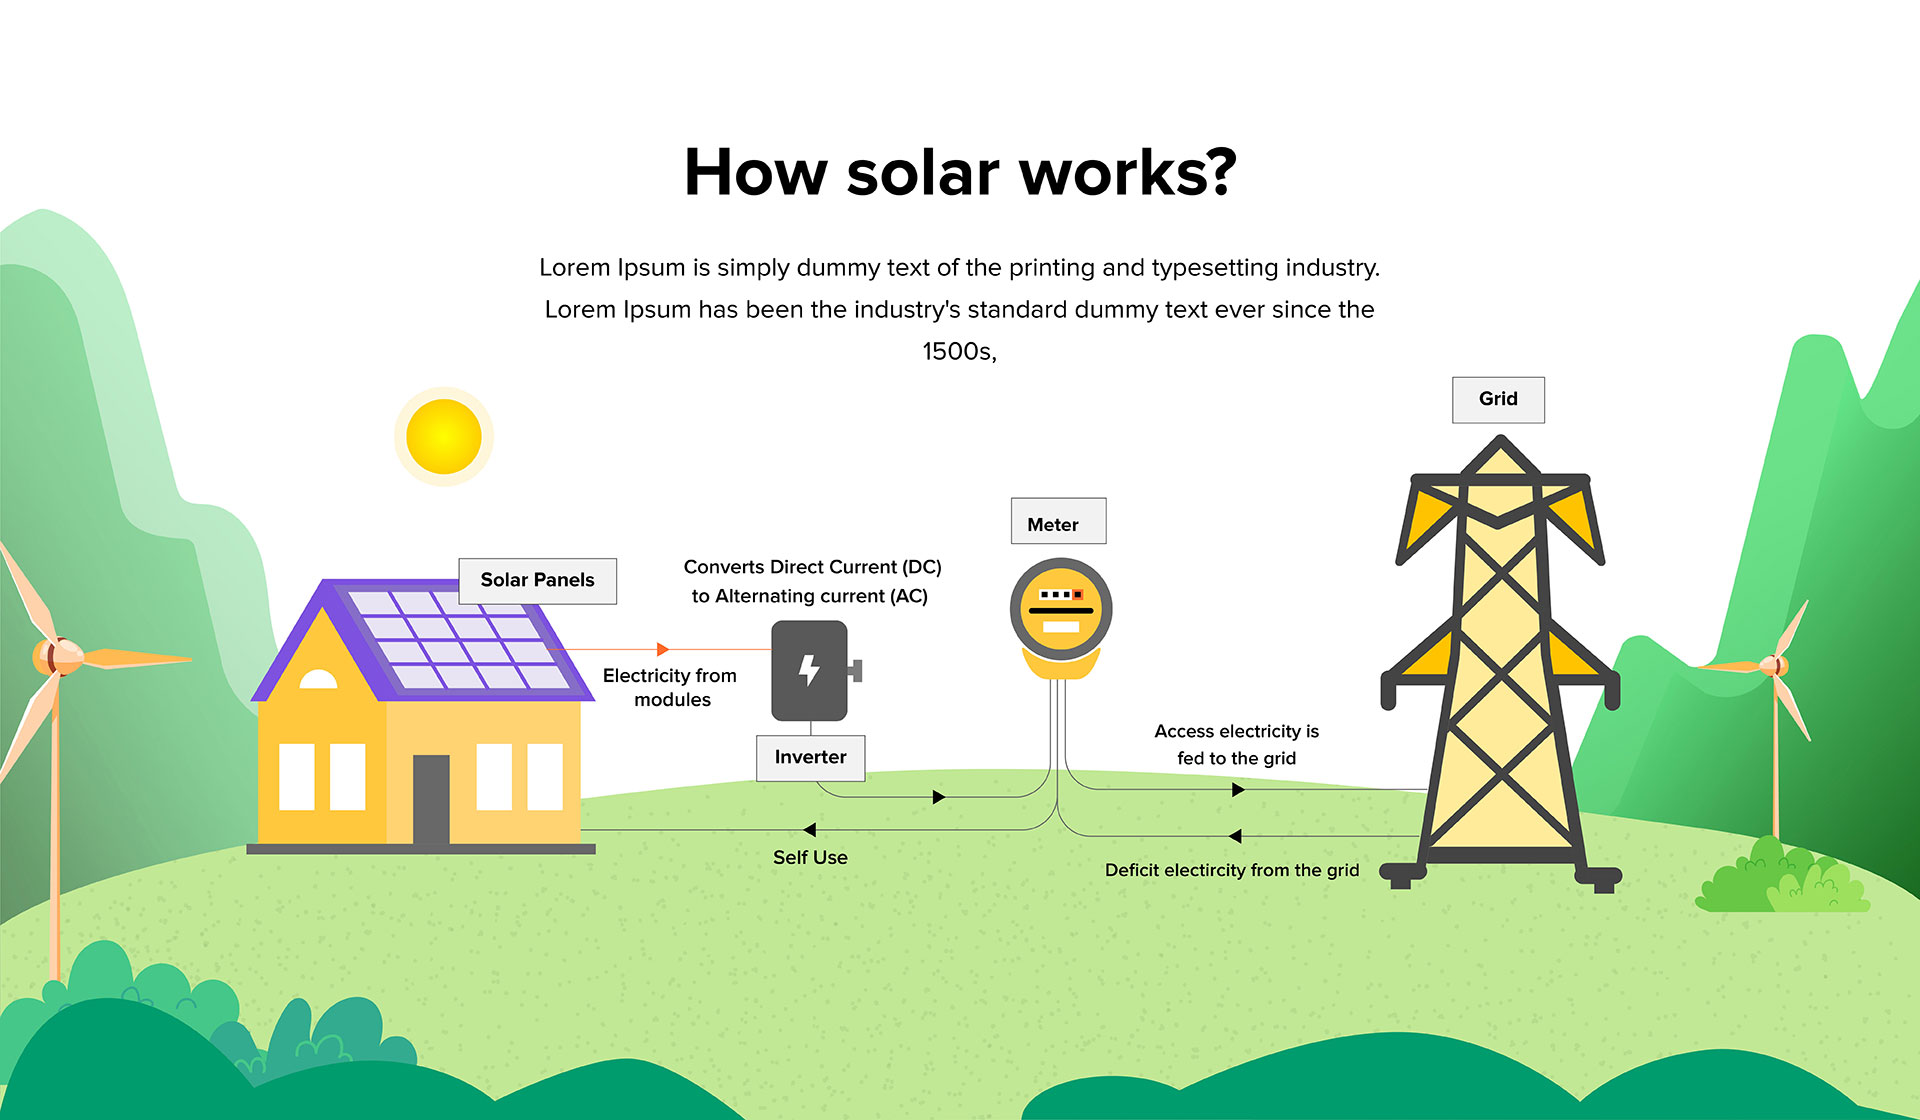 How solar works?
Lorem Ipsum is simply dummy text of the printing and typesetting industry.
Lorem Ipsum has been the industry's standard dummy text ever since the
1500s,
Grid
Meter
Solar Panels
Converts Direct Current (DC)
to Alternating current (AC)
Electricity from
modules
Inverter
Access electricity is
fed to the grid
Self Use
Deficit electircity from the grid